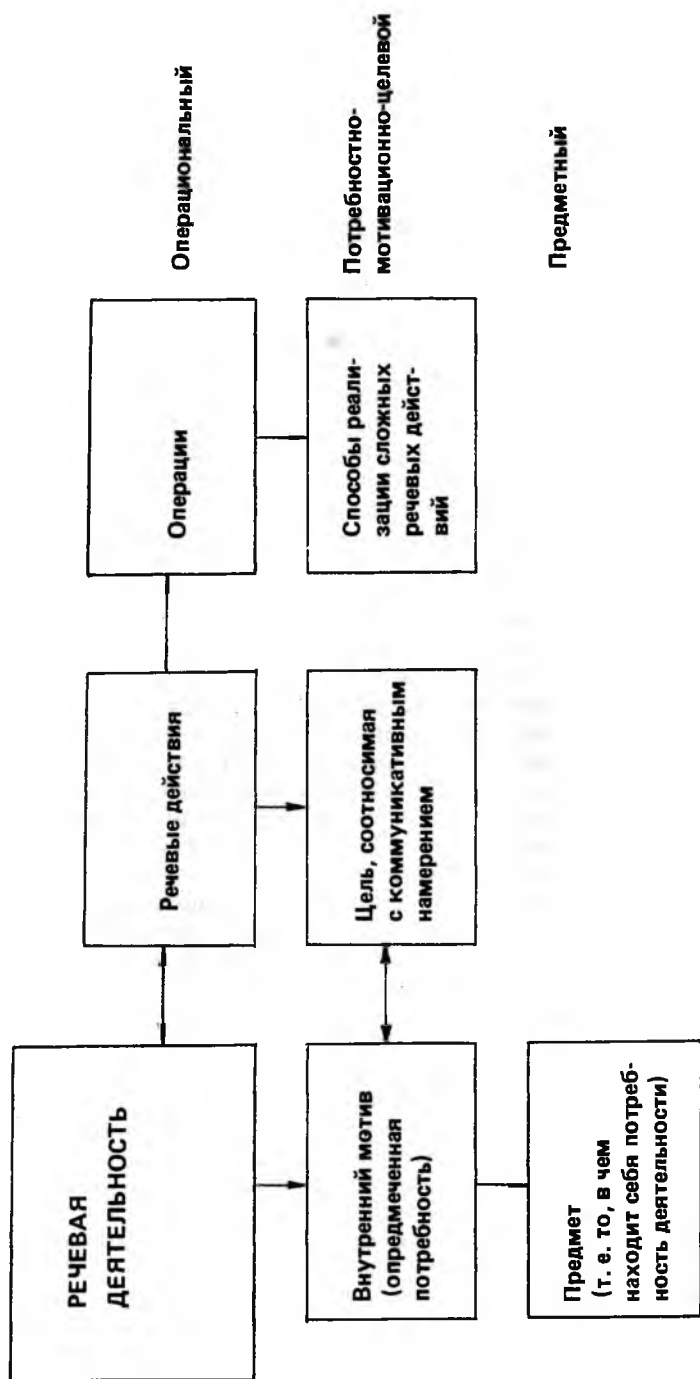 РЕЧЕВАЯ
ДЕЯТЕЛЬНОСТЬ
Речевые действия
Операции
Операциональный
Внутренний мотив
(опредмеченная
потребность)
Цель, соотносимая
с коммуникативным
намерением
Способы реали-
зации сложных
речевых дейст-
вий
Потребностно-
мотивационно-целевой
Предмет
(т. е. то, в чем
находит себя потреб-
ность деятельности)
Предметный